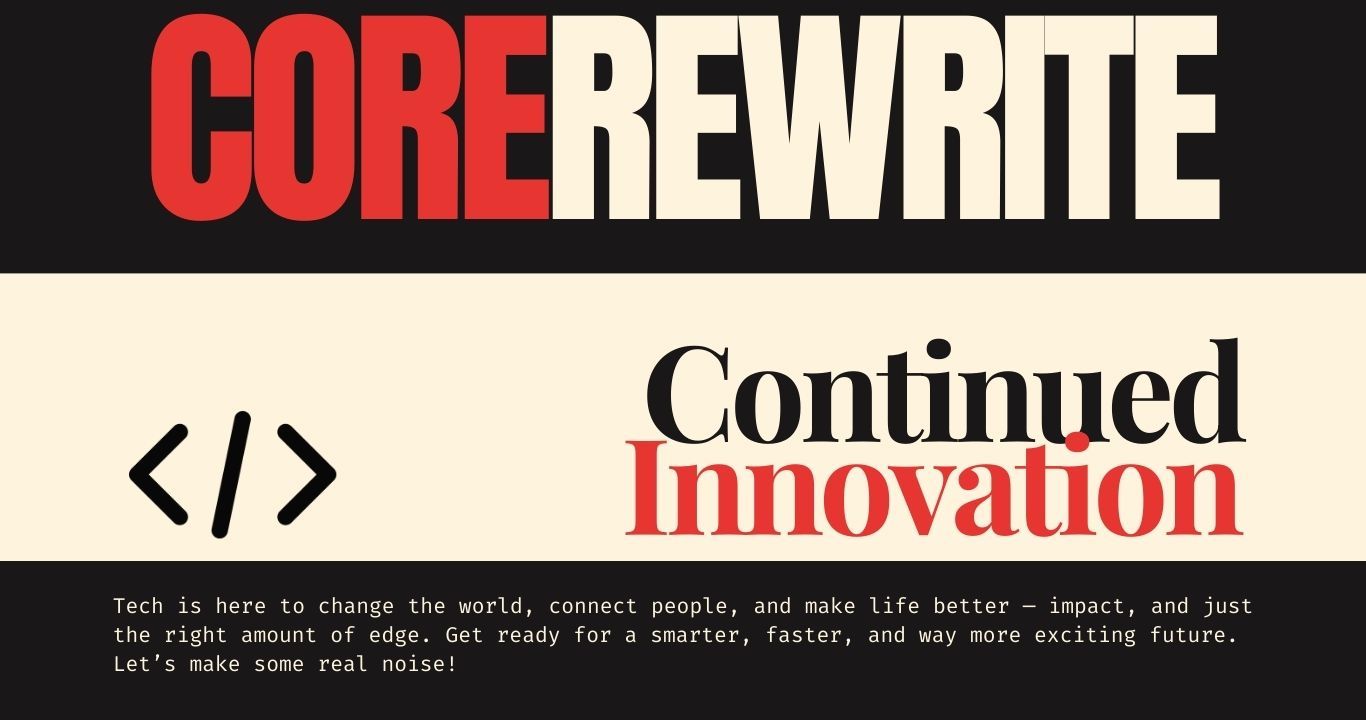 COREREWRITE
</>
Continued
Innovation
Tech is here to change the world, connect people, and make life better — impact, and just
the right amount of edge. Get ready for a smarter, faster, and way more exciting future.
Let’s make some real noise!